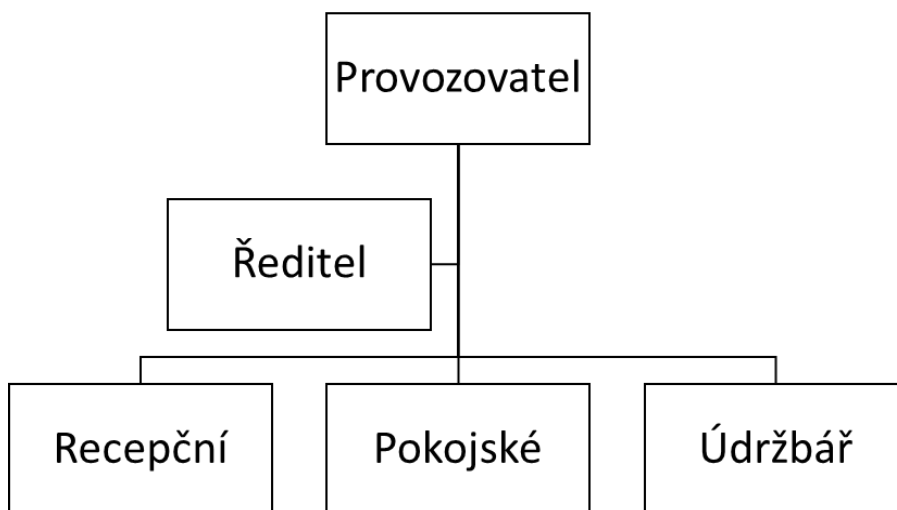 Provozovatel
Ředitel
Recepční
Pokojské
Údržbář